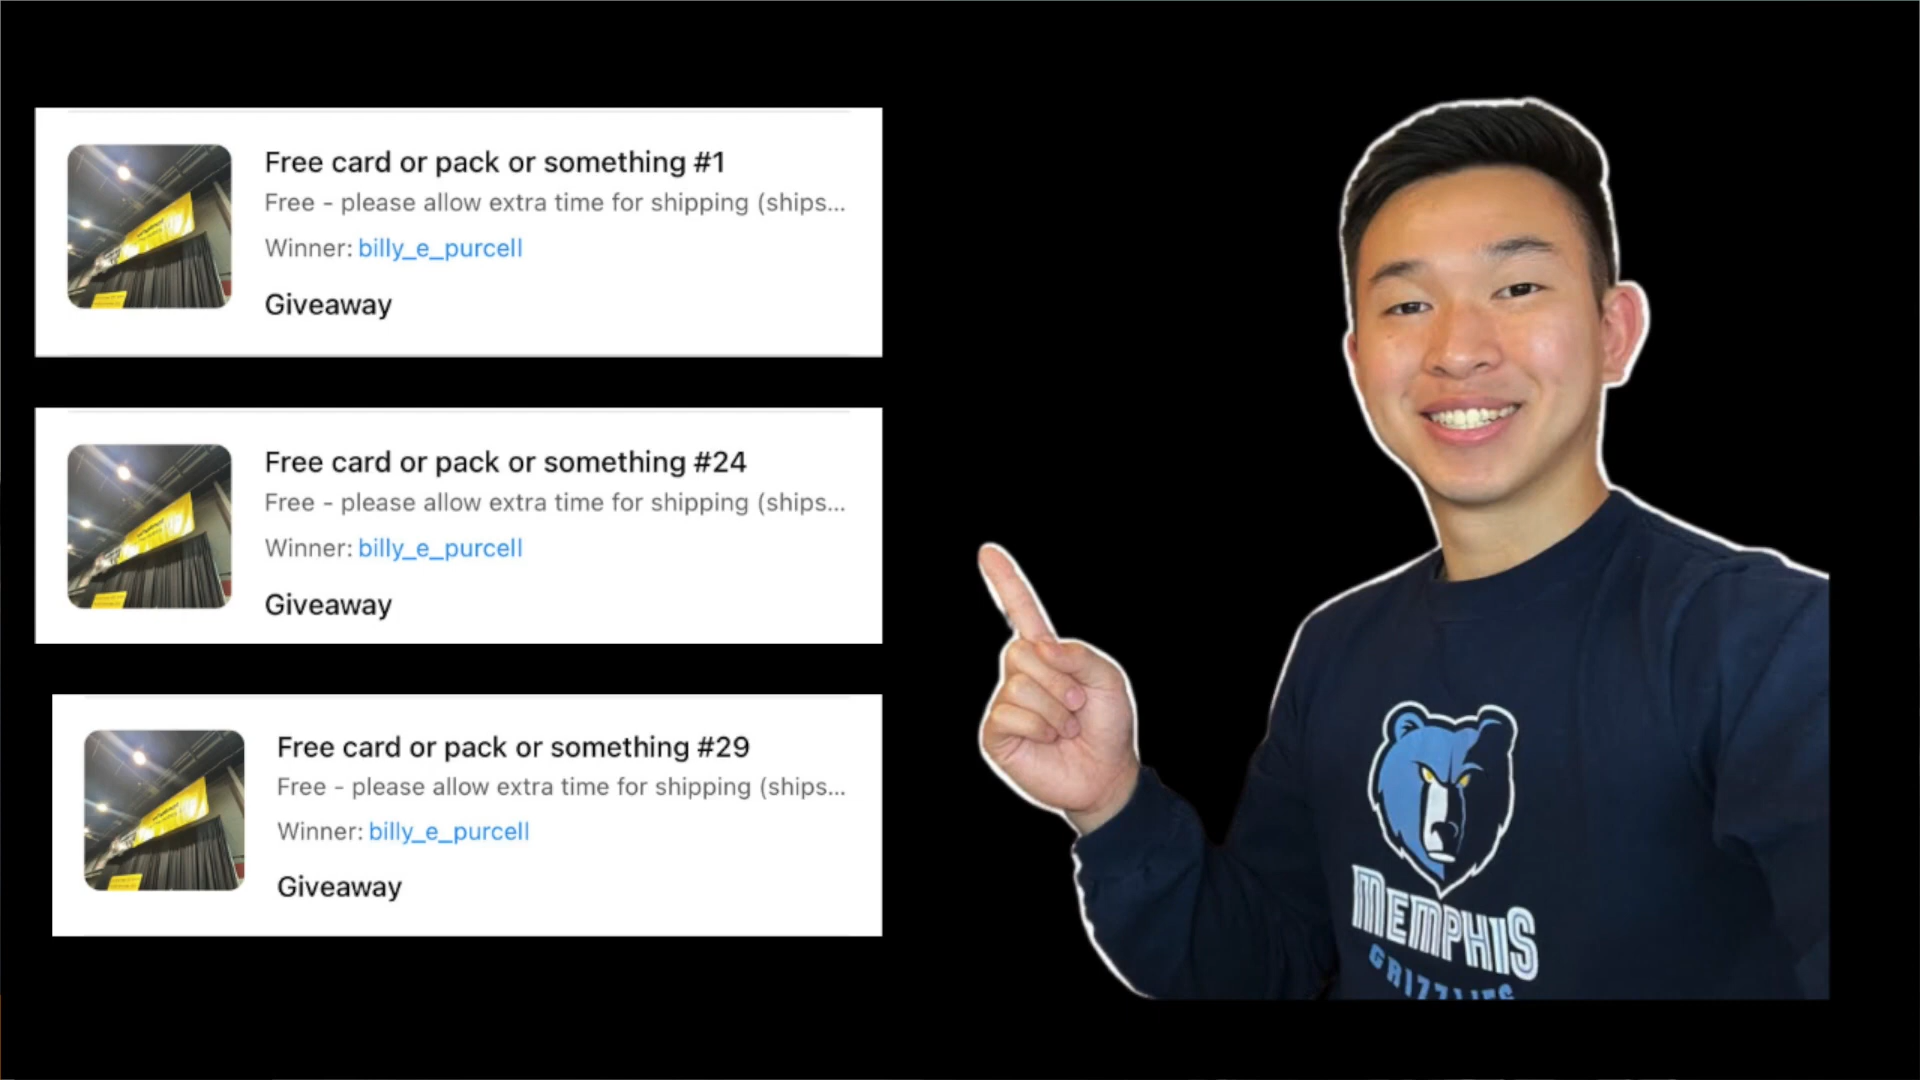 Free card or pack or something #1
Free - please allow extra time for shipping (ships...
Winner: billy_e_purcell
Giveaway
Free card or pack or something #24
Free - please allow extra time for shipping (ships...
Winner: billy_e_purcell
Giveaway
Free card or pack or something #29
Free - please allow extra time for shipping (ships...
Winner: billy_e_purcell
Giveaway
MEMPHIS
GRIZZLIES